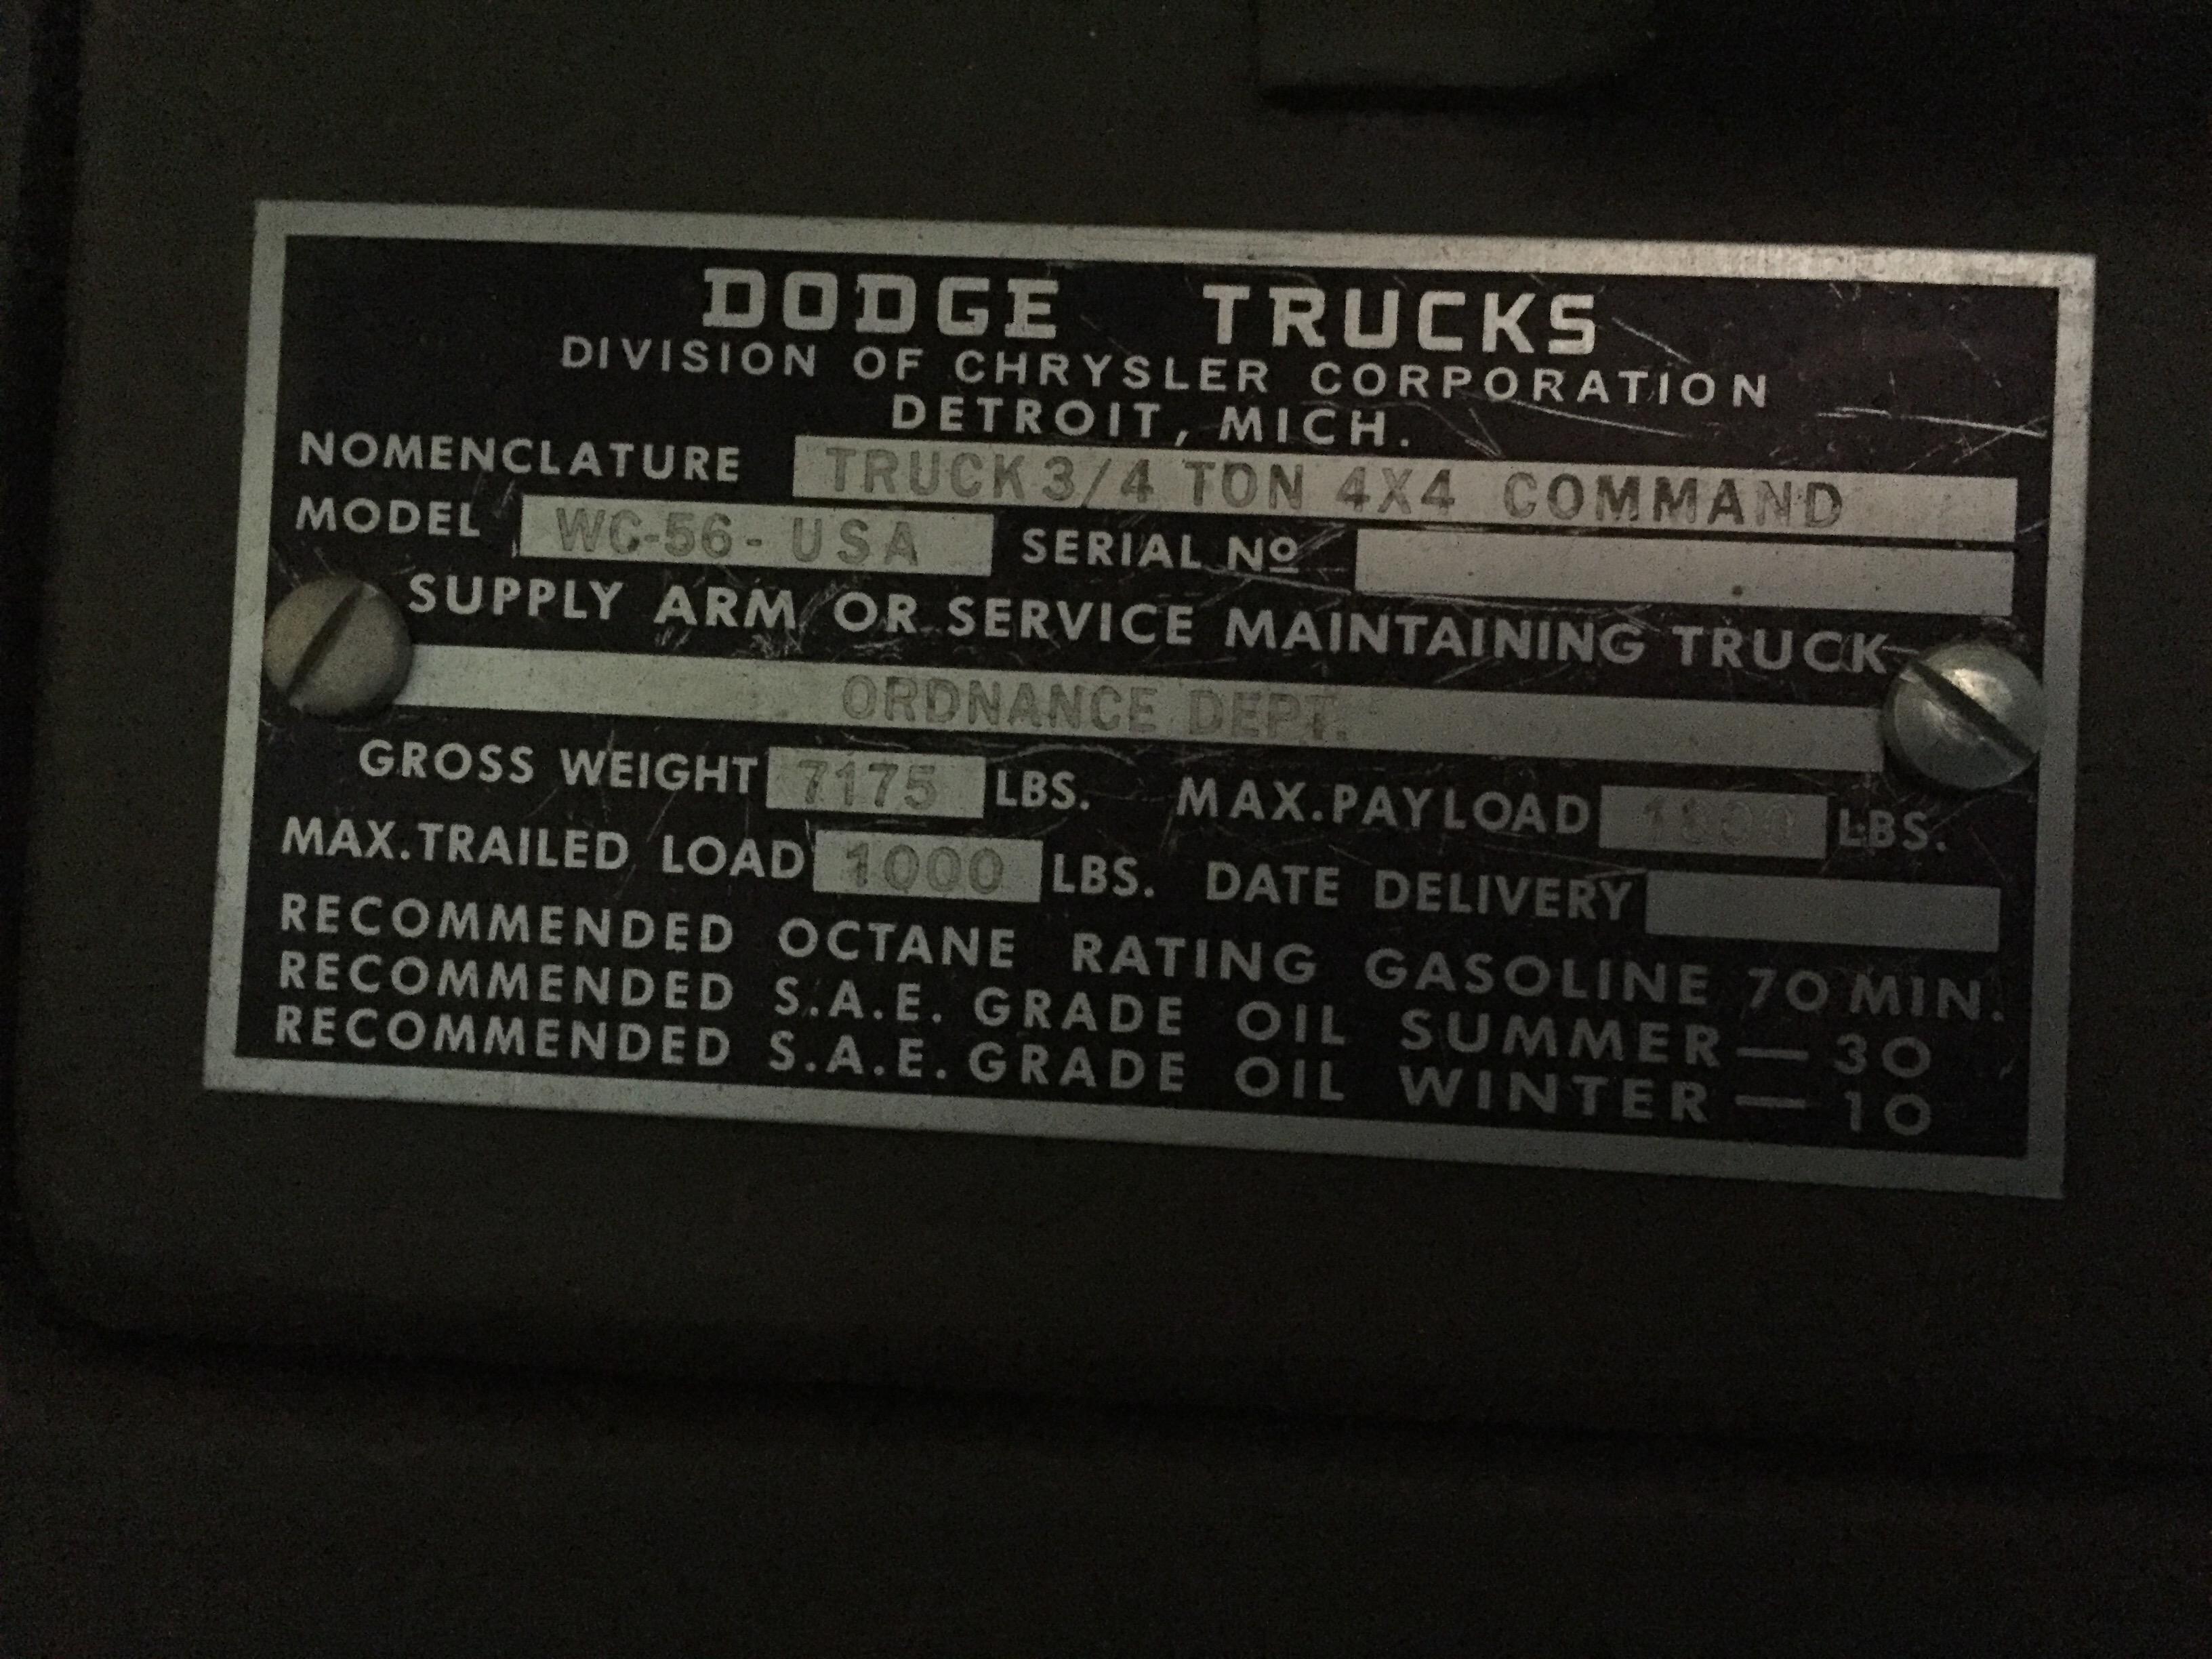 DODGE TRUCKS
DIVISION OF CHRYSLER CORPORATION
DETROIT, MICH.
NOMENCLATURE TRUCK 3/4 TON 4X4 COMMAND
MODEL WC-56-USA SERIAL Nº
SUPPLY ARM OR SERVICE MAINTAINING TRUCK
ORDNANCE DEPT.
GROSS WEIGHT 7175 LBS. MAX.PAYLOAD LBS.
MAX.TRAILED LOAD 1000 LBS. DATE DELIVERY
RECOMMENDED OCTANE RATING GASOLINE 70 MIN.
RECOMMENDED S.A.E. GRADE OIL SUMMER — 30
RECOMMENDED S.A.E. GRADE OIL WINTER — 10